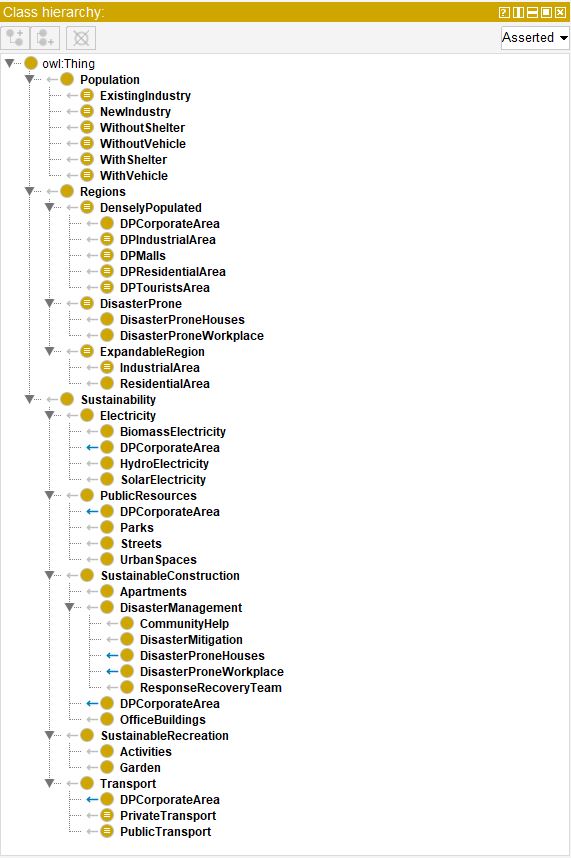 Class hierarchy:
Asserted
owl:Thing
Population
ExistingIndustry
NewIndustry
WithoutShelter
WithoutVehicle
WithShelter
WithVehicle
Regions
DenselyPopulated
DPCorporateArea
DPIndustrialArea
DPMalls
DPResidentialArea
DPTouristsArea
DisasterProne
DisasterProneHouses
DisasterProneWorkplace
ExpandableRegion
IndustrialArea
ResidentialArea
Sustainability
Electricity
BiomassElectricity
DPCorporateArea
HydroElectricity
SolarElectricity
PublicResources
DPCorporateArea
Parks
Streets
UrbanSpaces
SustainableConstruction
Apartments
DisasterManagement
CommunityHelp
DisasterMitigation
DisasterProneHouses
DisasterProneWorkplace
ResponseRecoveryTeam
DPCorporateArea
OfficeBuildings
SustainableRecreation
Activities
Garden
Transport
DPCorporateArea
PrivateTransport
PublicTransport